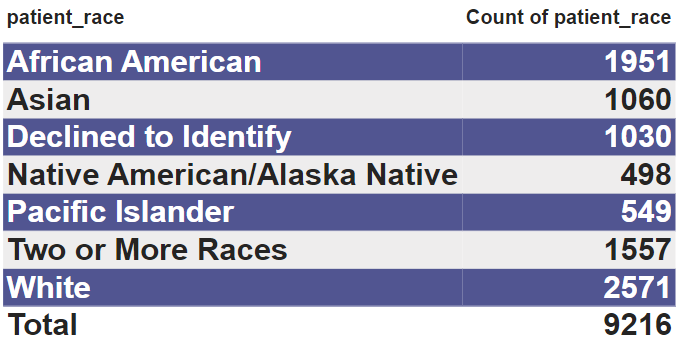 patient_race Count of patient_race
African American 1951
Asian 1060
Declined to Identify 1030
Native American/Alaska Native 498
Pacific Islander 549
Two or More Races 1557
White 2571
Total 9216